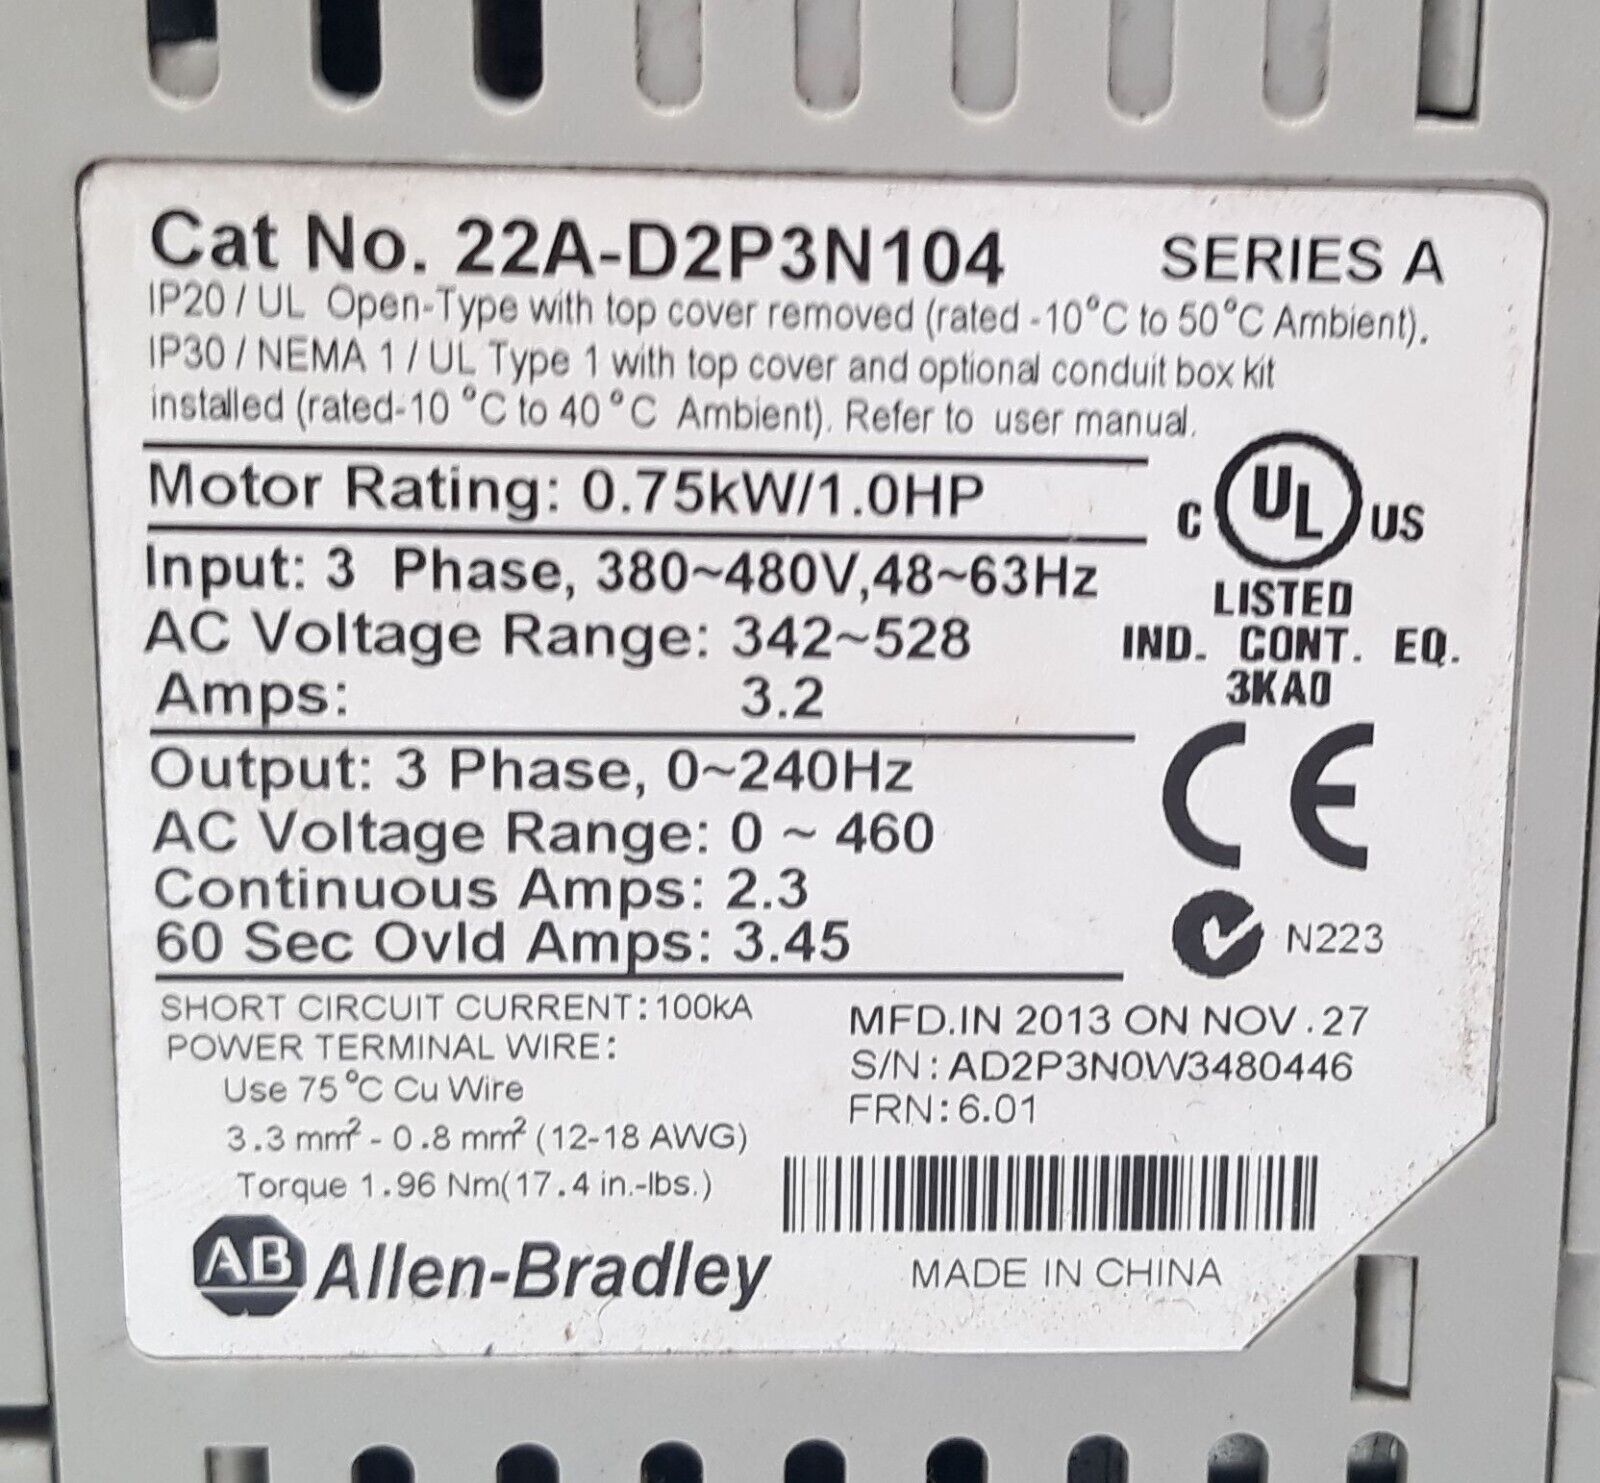 Cat No. 22A-D2P3N104 SERIES A
IP20 / UL Open-Type with top cover removed (rated -10°C to 50°C Ambient).
IP30 / NEMA 1 / UL Type 1 with top cover and optional conduit box kit
installed (rated-10 °C to 40 °C Ambient). Refer to user manual.
Motor Rating: 0.75kW/1.0HP
C UL US
LISTED
IND. CONT. EQ.
3KA0
Input: 3 Phase, 380~480V,48~63Hz
AC Voltage Range: 342~528
Amps: 3.2
Output: 3 Phase, 0~240Hz
AC Voltage Range: 0 ~ 460
Continuous Amps: 2.3
60 Sec Ovld Amps: 3.45
CE
N223
SHORT CIRCUIT CURRENT: 100kA
POWER TERMINAL WIRE:
Use 75 °C Cu Wire
3.3 mm² - 0.8 mm² (12-18 AWG)
Torque 1.96 Nm(17.4 in.-lbs.)
MFD.IN 2013 ON NOV.27
S/N: AD2P3N0W3480446
FRN: 6.01
AB Allen-Bradley
MADE IN CHINA